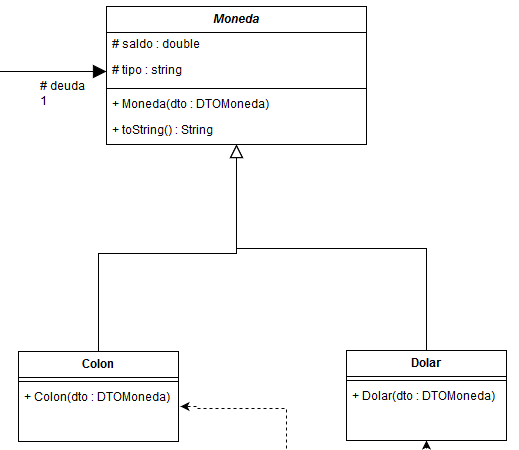 Moneda
# saldo : double
# tipo : string
# deuda
1
+ Moneda(dto : DTOMoneda)
+ toString() : String
Colon
+ Colon(dto : DTOMoneda)
Dolar
+ Dolar(dto : DTOMoneda)